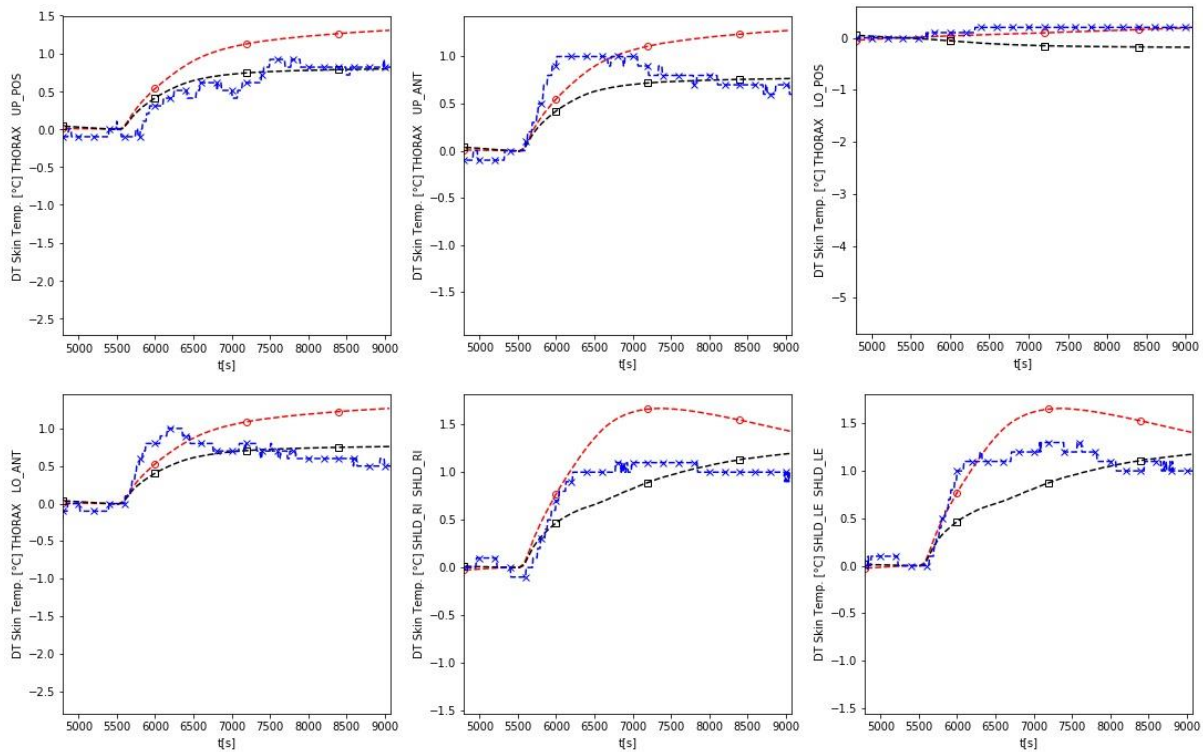 DT Skin Temp. [°C] THORAX UP_POS
1.5
1.0
0.5
0.0
−0.5
−1.0
−1.5
−2.0
−2.5
5000 5500 6000 6500 7000 7500 8000 8500 9000
t[s]
DT Skin Temp. [°C] THORAX UP_ANT
1.0
0.5
0.0
−0.5
−1.0
−1.5
5000 5500 6000 6500 7000 7500 8000 8500 9000
t[s]
DT Skin Temp. [°C] THORAX LO_POS
0
−1
−2
−3
−4
−5
5000 5500 6000 6500 7000 7500 8000 8500 9000
t[s]
DT Skin Temp. [°C] THORAX LO_ANT
1.0
0.5
0.0
−0.5
−1.0
−1.5
−2.0
−2.5
5000 5500 6000 6500 7000 7500 8000 8500 9000
t[s]
DT Skin Temp. [°C] SHLD_RI SHLD_RI
1.5
1.0
0.5
0.0
−0.5
−1.0
5000 5500 6000 6500 7000 7500 8000 8500 9000
t[s]
DT Skin Temp. [°C] SHLD_LE SHLD_LE
1.5
1.0
0.5
0.0
−0.5
−1.0
−1.5
5000 5500 6000 6500 7000 7500 8000 8500 9000
t[s]